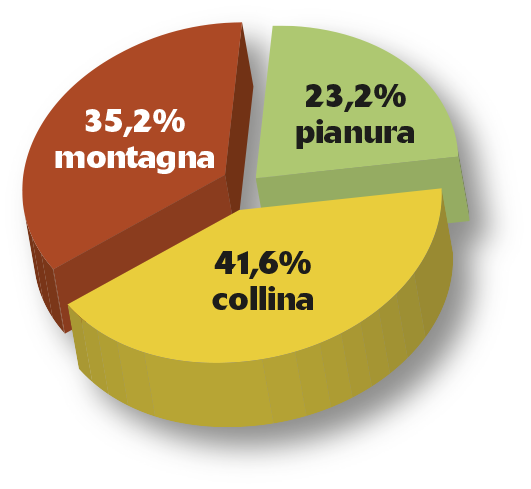 35,2%
montagna
23,2%
pianura
41,6%
collina